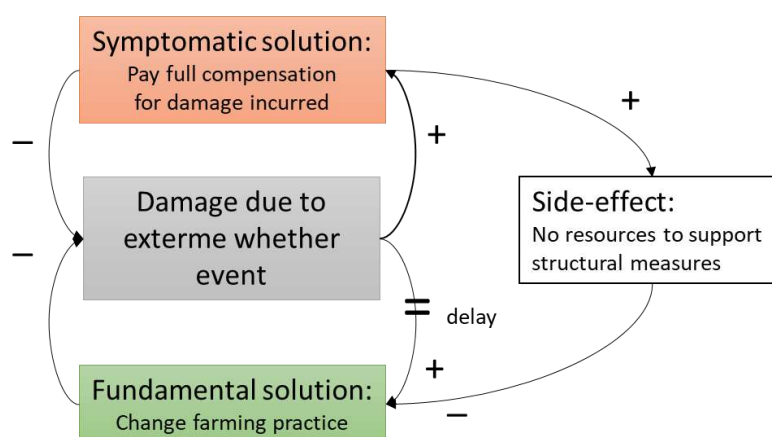 Symptomatic solution:
Pay full compensation
for damage incurred
–
+
+
Damage due to
exterme whether
event
Side-effect:
No resources to support
structural measures
–
=
delay
+
–
Fundamental solution:
Change farming practice